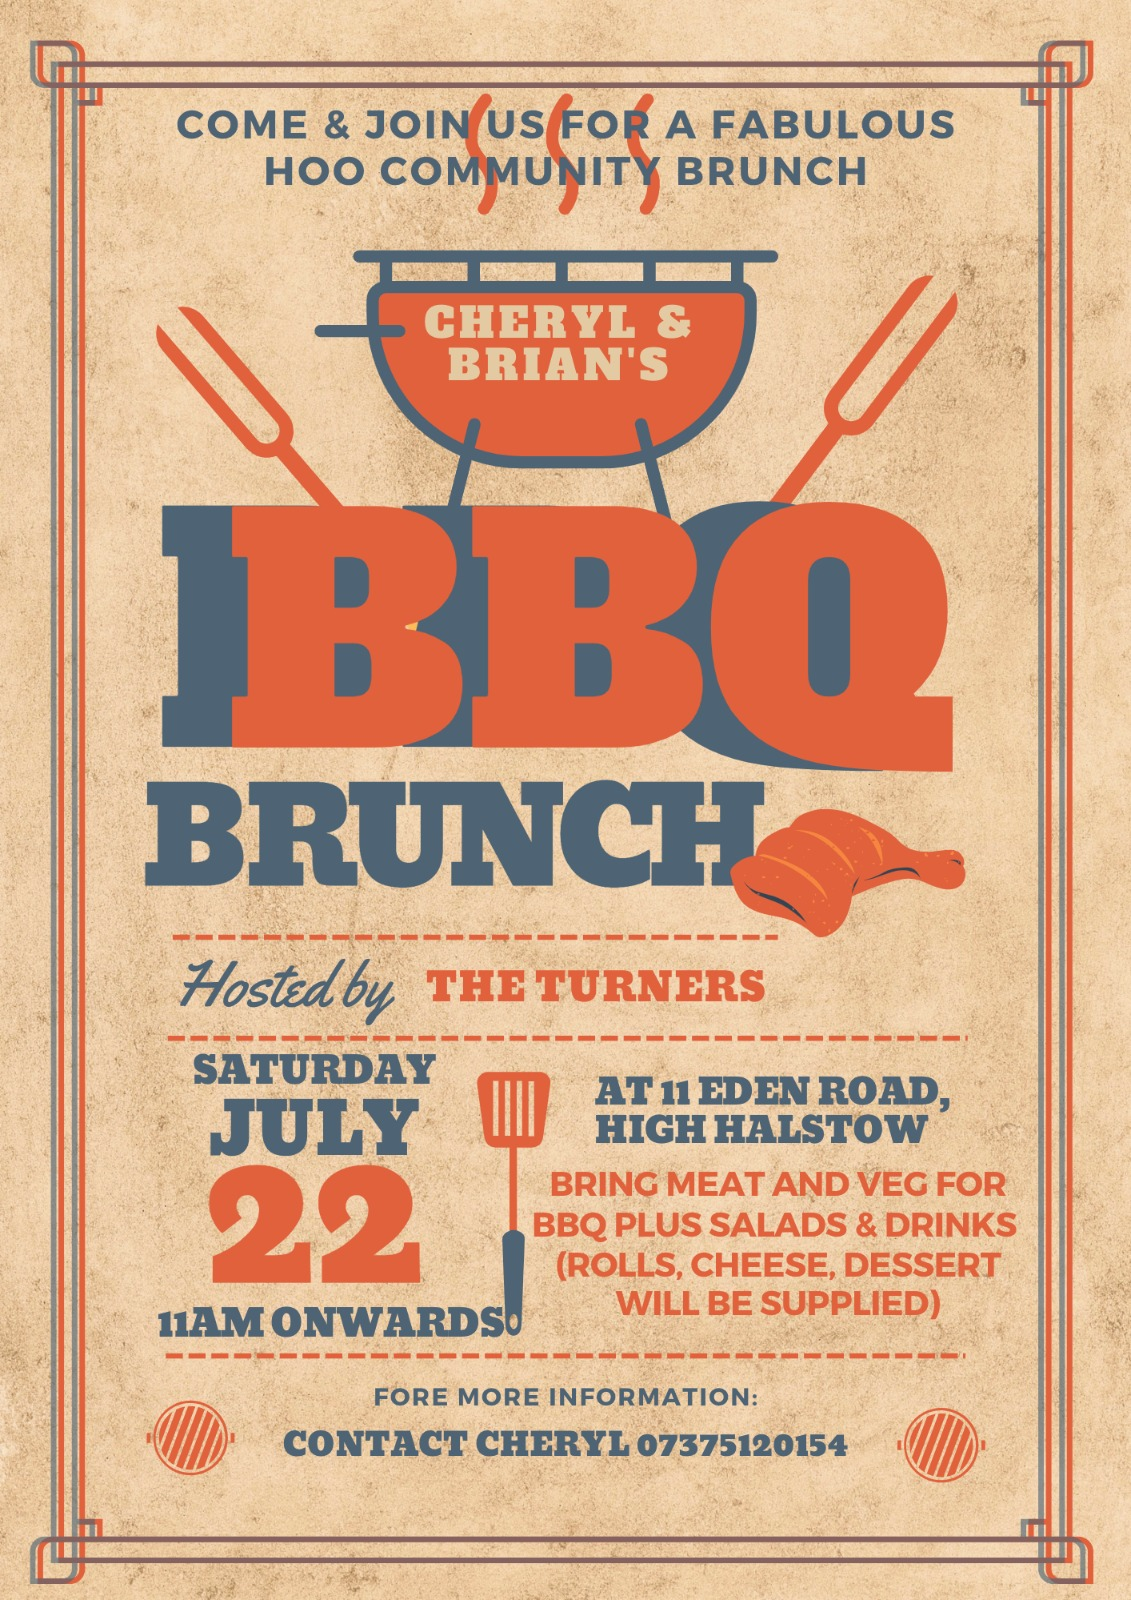 COME & JOIN US FOR A FABULOUS
HOO COMMUNITY BRUNCH
CHERYL &
BRIAN'S
BBQ
BRUNCH
Hosted by THE TURNERS
SATURDAY
JULY
22
11AM ONWARDS
AT 11 EDEN ROAD,
HIGH HALSTOW
BRING MEAT AND VEG FOR
BBQ PLUS SALADS & DRINKS
(ROLLS, CHEESE, DESSERT
WILL BE SUPPLIED)
FORE MORE INFORMATION:
CONTACT CHERYL 07375120154